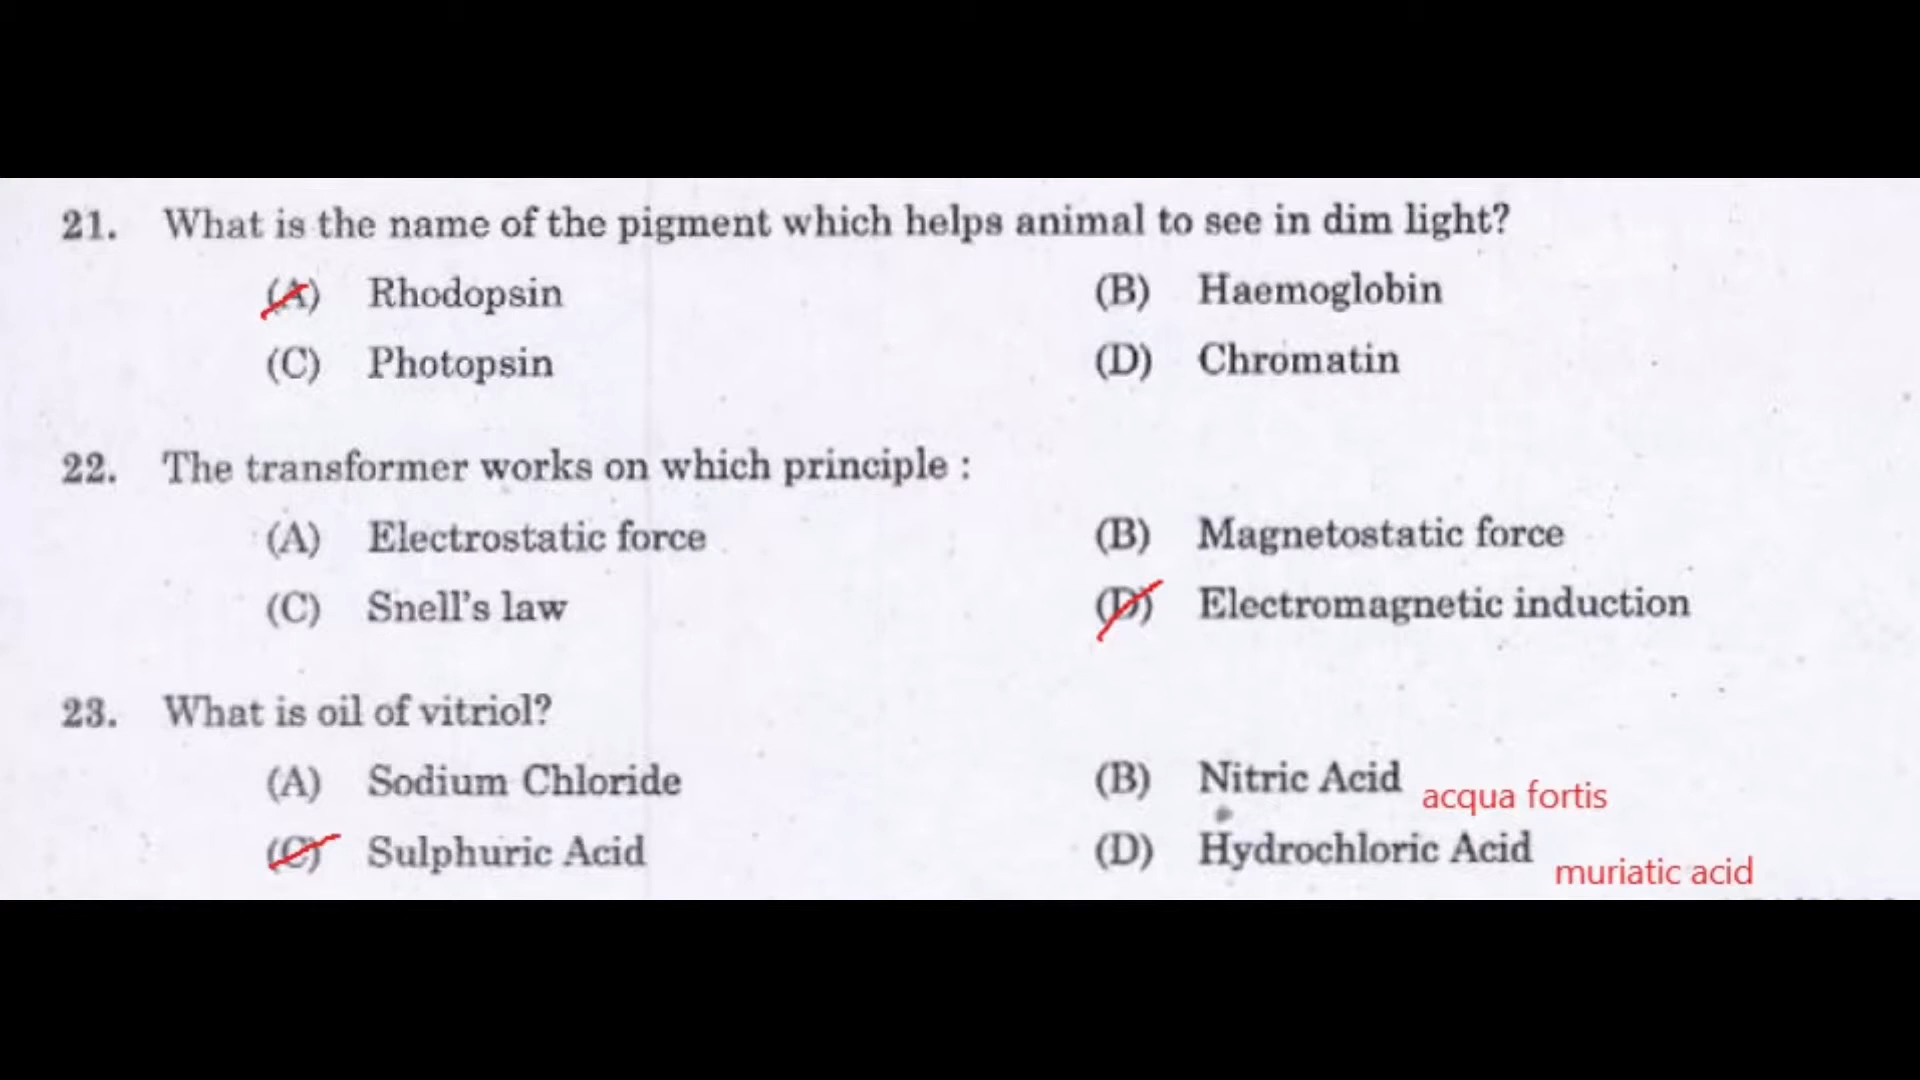 21. What is the name of the pigment which helps animal to see in dim light?
(A) Rhodopsin (B) Haemoglobin
(C) Photopsin (D) Chromatin
22. The transformer works on which principle :
(A) Electrostatic force (B) Magnetostatic force
(C) Snell's law (D) Electromagnetic induction
23. What is oil of vitriol?
(A) Sodium Chloride (B) Nitric Acid acqua fortis
(C) Sulphuric Acid (D) Hydrochloric Acid muriatic acid